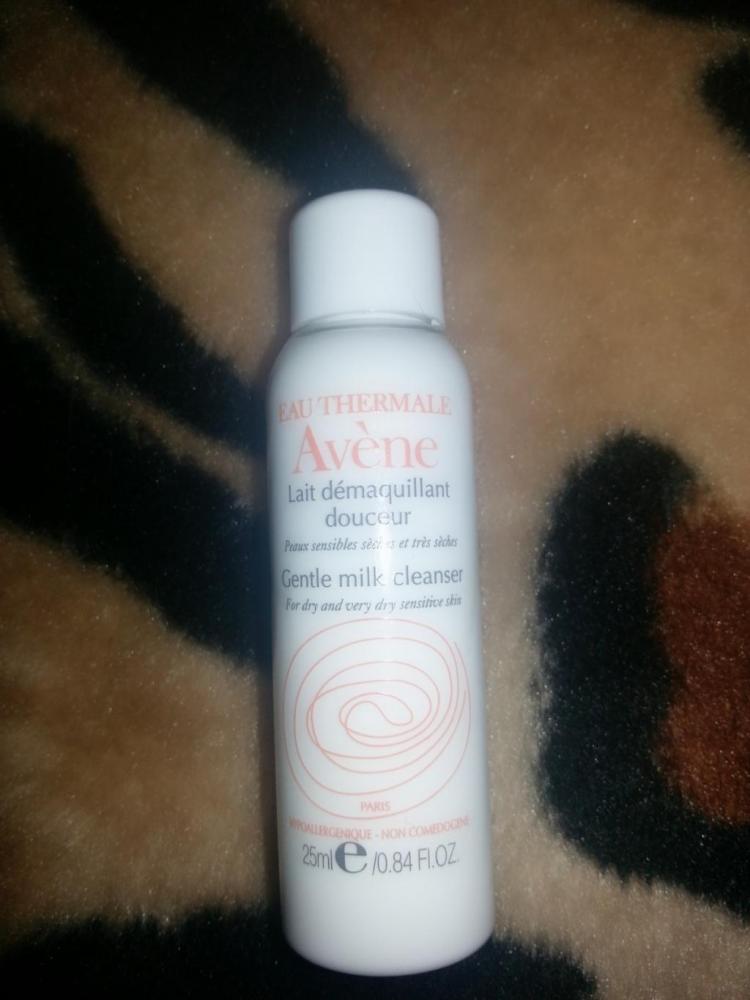 EAU THERMALE
Avène
Lait démaquillant
douceur
Peaux sensibles sèches et très sèches
Gentle milk cleanser
For dry and very dry sensitive skin
PARIS
HYPOALLERGENIQUE - NON COMEDOGENE
25ml e /0.84 Fl.OZ.